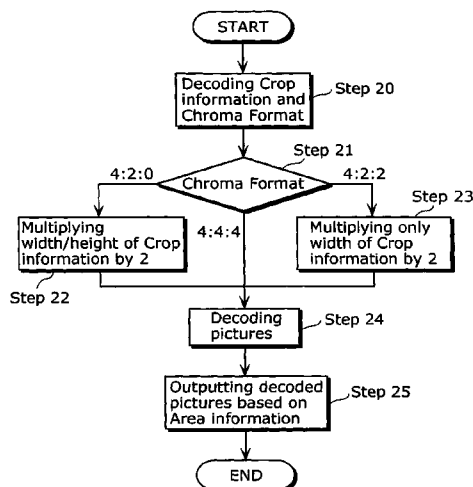 START
Decoding Crop
information and
Chroma Format
Step 20
Step 21
4:2:0
Chroma Format
4:2:2
Step 23
Multiplying
width/height of Crop
information by 2
4:4:4
Multiplying only
width of Crop
information by 2
Step 22
Decoding
pictures
Step 24
Outputting decoded
pictures based on
Area information
Step 25
END